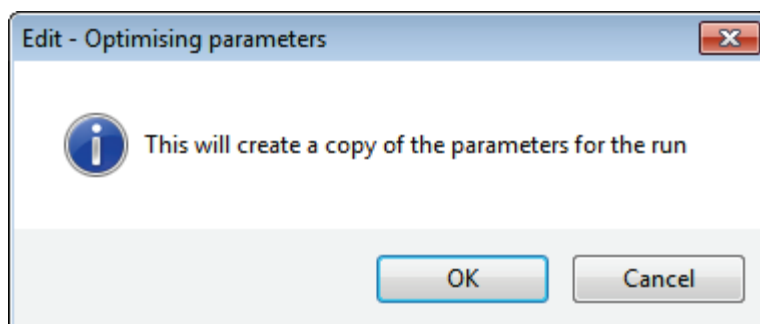 Edit - Optimising parameters
This will create a copy of the parameters for the run
OK
Cancel